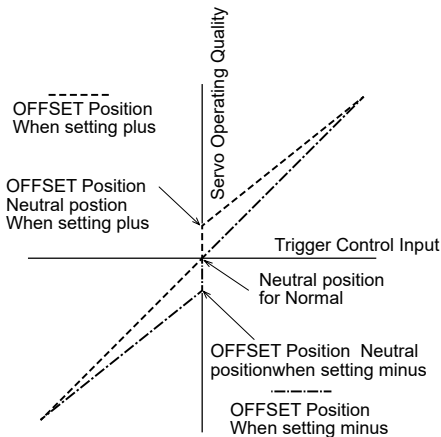 Servo Operating Quality
OFFSET Position
When setting plus
OFFSET Position
Neutral postion
When setting plus
Trigger Control Input
Neutral position
for Normal
OFFSET Position Neutral
positionwhen setting minus
OFFSET Position
When setting minus